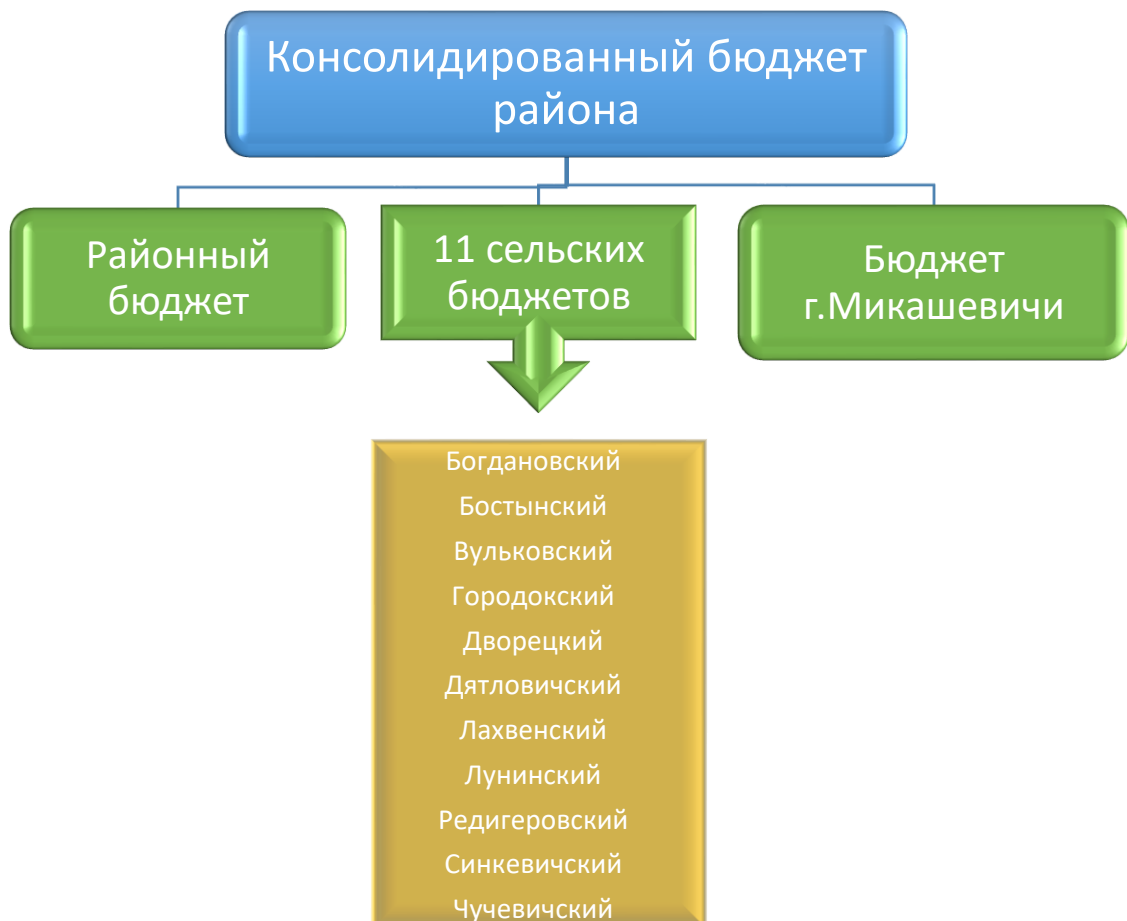 Консолидированный бюджет
района
Районный
бюджет
11 сельских
бюджетов
Бюджет
г.Микашевичи
Богдановский
Бостынский
Вульковский
Городокский
Дворецкий
Дятловичский
Лахвенский
Лунинский
Редигеровский
Синкевичский
Чучевичский